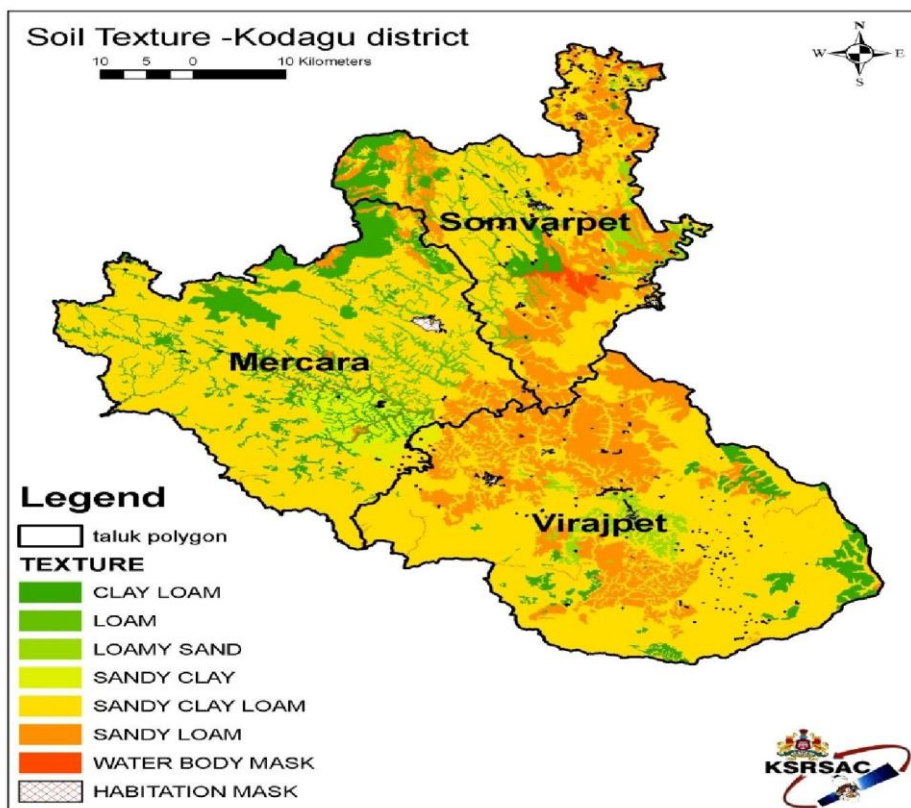 Soil Texture -Kodagu district
10 5 0 10 Kilometers
N
W E
S
Somvarpet
Mercara
Virajpet
Legend
taluk polygon
TEXTURE
CLAY LOAM
LOAM
LOAMY SAND
SANDY CLAY
SANDY CLAY LOAM
SANDY LOAM
WATER BODY MASK
HABITATION MASK
KSRSAC